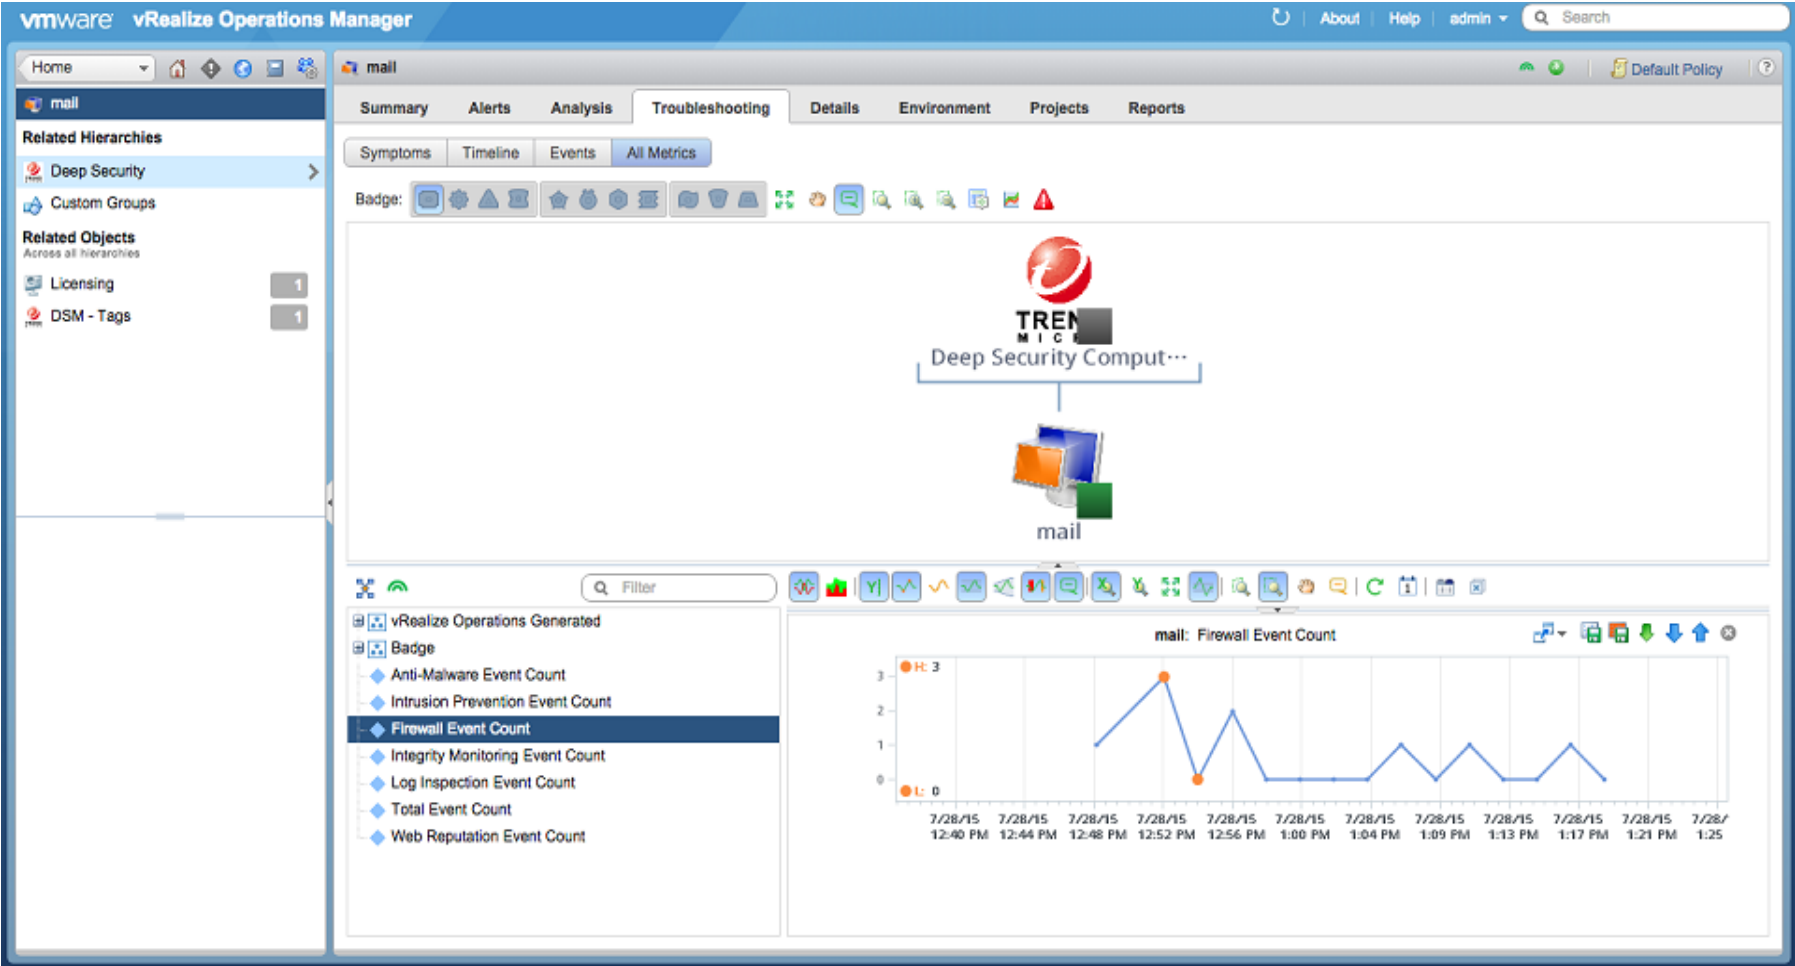 vmware vRealize Operations Manager
About Help admin Search
Home
mail
Related Hierarchies
Deep Security
Custom Groups
Related Objects
Across all hierarchies
Licensing 1
DSM - Tags 1
mail
Default Policy ?
Summary Alerts Analysis Troubleshooting Details Environment Projects Reports
Symptoms Timeline Events All Metrics
Badge:
TREN
MIC
Deep Security Comput···
mail
Filter
vRealize Operations Generated
Badge
Anti-Malware Event Count
Intrusion Prevention Event Count
Firewall Event Count
Integrity Monitoring Event Count
Log Inspection Event Count
Total Event Count
Web Reputation Event Count
mail: Firewall Event Count
H: 3
3
2
1
0
L: 0
7/28/15 7/28/15 7/28/15 7/28/15 7/28/15 7/28/15 7/28/15 7/28/15 7/28/15 7/28/15 7/28/15 7/28/
12:40 PM 12:44 PM 12:48 PM 12:52 PM 12:56 PM 1:00 PM 1:04 PM 1:09 PM 1:13 PM 1:17 PM 1:21 PM 1:25